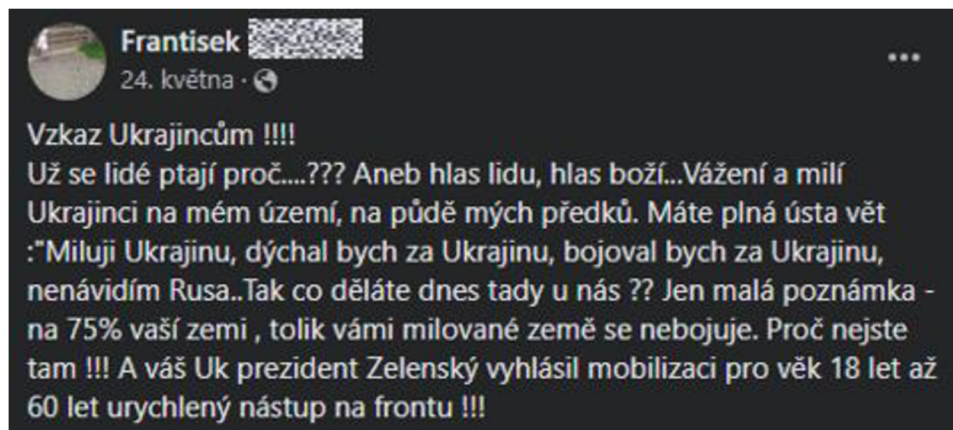 Frantisek
24. května ·
Vzkaz Ukrajincům !!!!
Už se lidé ptají proč....??? Aneb hlas lidu, hlas boží...Vážení a milí
Ukrajinci na mém území, na půdě mých předků. Máte plná ústa vět
:"Miluji Ukrajinu, dýchal bych za Ukrajinu, bojoval bych za Ukrajinu,
nenávidím Rusa..Tak co děláte dnes tady u nás ?? Jen malá poznámka -
na 75% vaší zemi , tolik vámi milované země se nebojuje. Proč nejste
tam !!! A váš Uk prezident Zelenský vyhlásil mobilizaci pro věk 18 let až
60 let urychlený nástup na frontu !!!